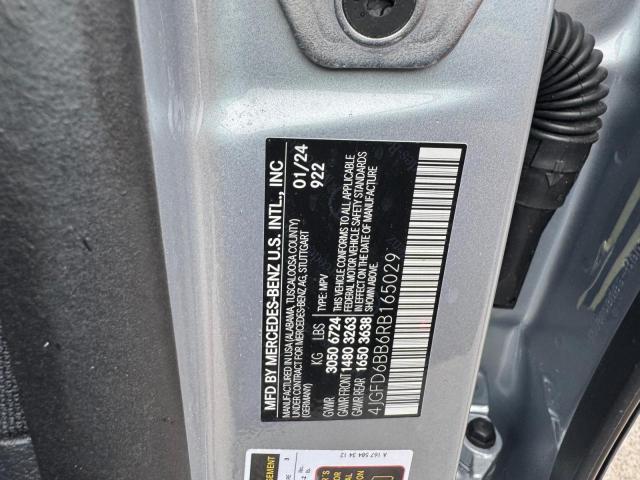 MFD BY MERCEDES-BENZ U.S. INTL., INC
MADE IN USA (ALABAMA, TUSCALOOSA COUNTY)
UNDER CONTRACT FOR MERCEDES-BENZ AG, STUTTGART
(GERMANY)
01/24
922
KG LBS TYPE: MPV
GVWR 3050 6724
GAWR FRONT 1480 3263
GAWR REAR 1650 3638
THIS VEHICLE CONFORMS TO ALL APPLICABLE
FEDERAL MOTOR VEHICLE SAFETY STANDARDS
IN EFFECT ON THE DATE OF MANUFACTURE
SHOWN ABOVE.
4JGFD6BB6RB165029
A 167 584 34 12